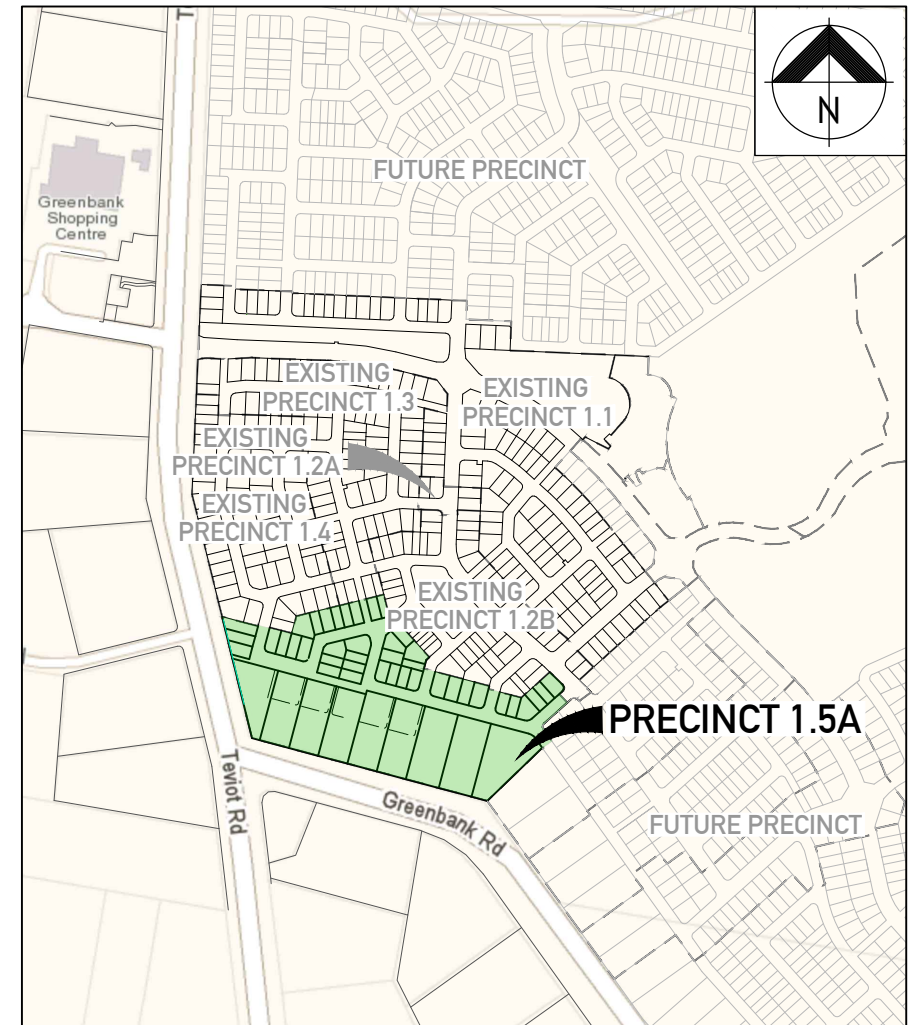 T
N
FUTURE PRECINCT
Greenbank
Shopping
Centre
EXISTING
PRECINCT 1.3
EXISTING
PRECINCT 1.1
EXISTING
PRECINCT 1.2A
EXISTING
PRECINCT 1.4
EXISTING
PRECINCT 1.2B
PRECINCT 1.5A
Teviot Rd
Greenbank Rd
FUTURE PRECINCT